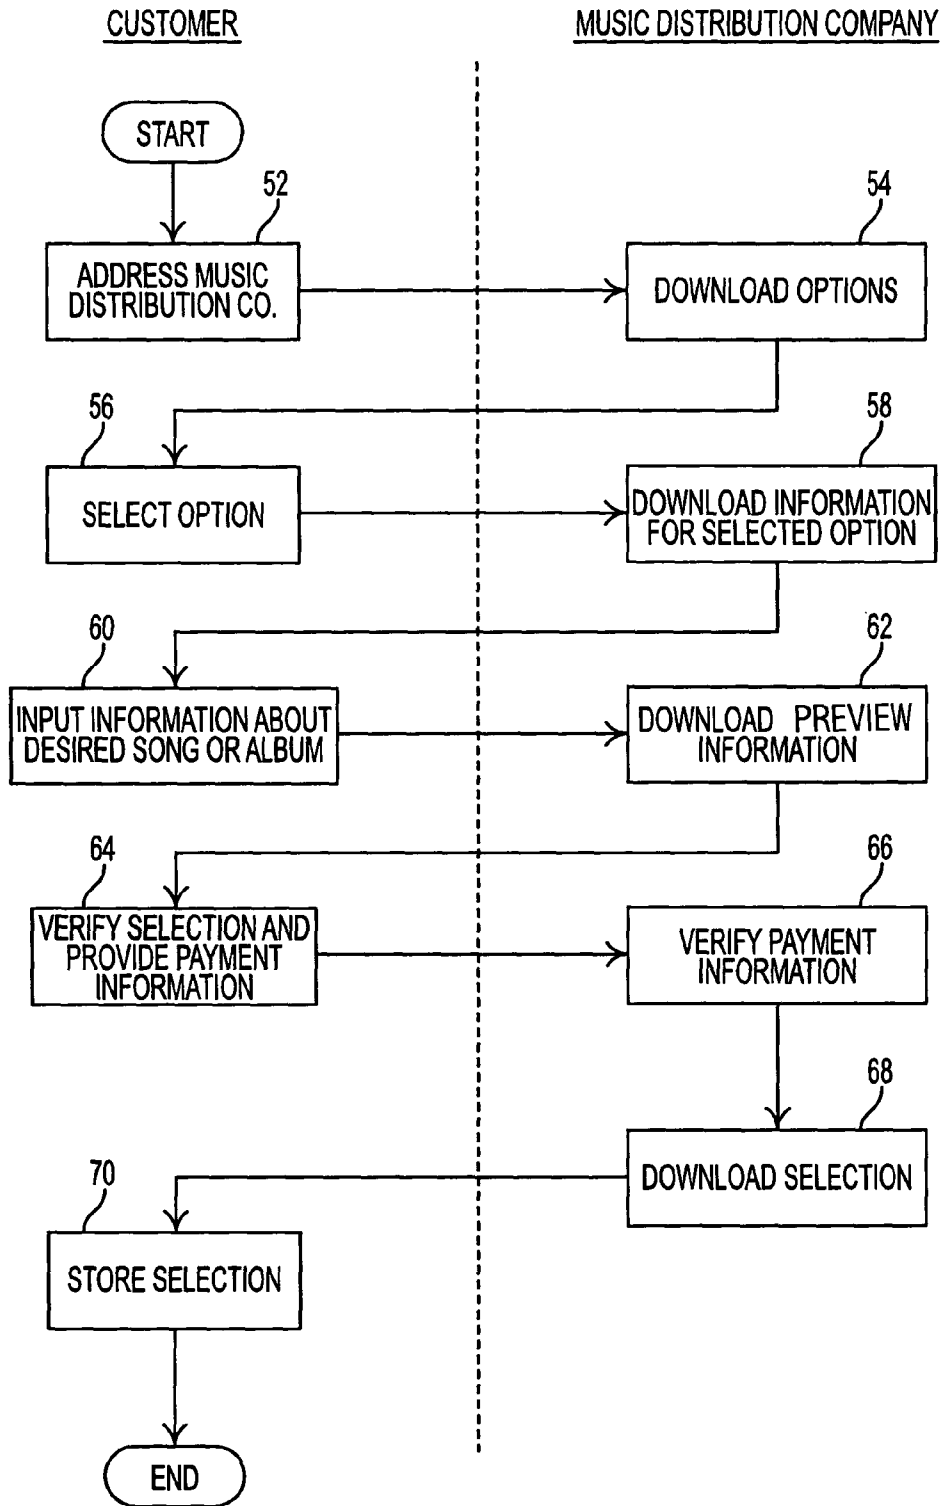 CUSTOMER
MUSIC DISTRIBUTION COMPANY
START
52
ADDRESS MUSIC
DISTRIBUTION CO.
54
DOWNLOAD OPTIONS
56
SELECT OPTION
58
DOWNLOAD INFORMATION
FOR SELECTED OPTION
60
INPUT INFORMATION ABOUT
DESIRED SONG OR ALBUM
62
DOWNLOAD PREVIEW
INFORMATION
64
VERIFY SELECTION AND
PROVIDE PAYMENT
INFORMATION
66
VERIFY PAYMENT
INFORMATION
68
DOWNLOAD SELECTION
70
STORE SELECTION
END